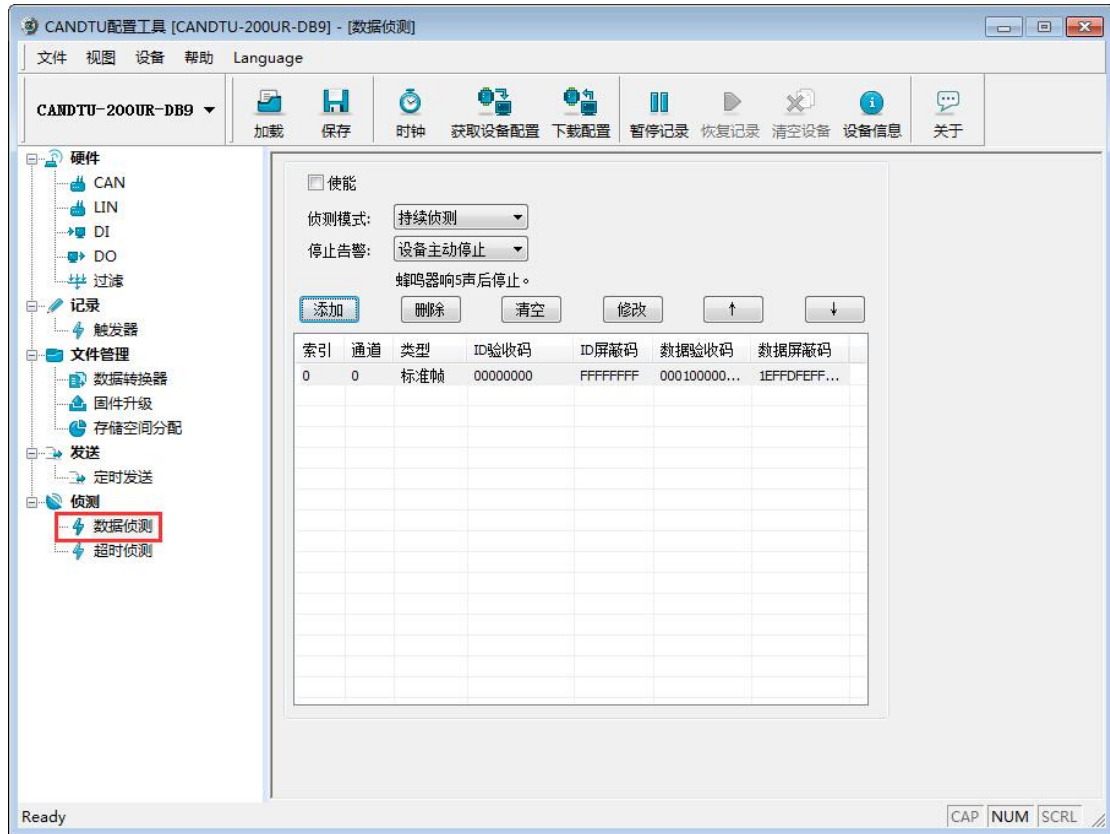 CANDTU配置工具 [CANDTU-200UR-DB9] - [数据侦测]
文件 视图 设备 帮助 Language
CANDTU-200UR-DB9
加载 保存 时钟 获取设备配置 下载配置 暂停记录 恢复记录 清空设备 设备信息 关于
硬件
CAN
LIN
DI
DO
过滤
记录
触发器
文件管理
数据转换器
固件升级
存储空间分配
发送
定时发送
侦测
数据侦测
超时侦测
使能
侦测模式: 持续侦测
停止告警: 设备主动停止
蜂鸣器响5声后停止。
添加 删除 清空 修改 ↑ ↓
索引 通道 类型 ID验收码 ID屏蔽码 数据验收码 数据屏蔽码
0 0 标准帧 00000000 FFFFFFFF 000100000... 1EFFDFEFF...
Ready CAP NUM SCRL